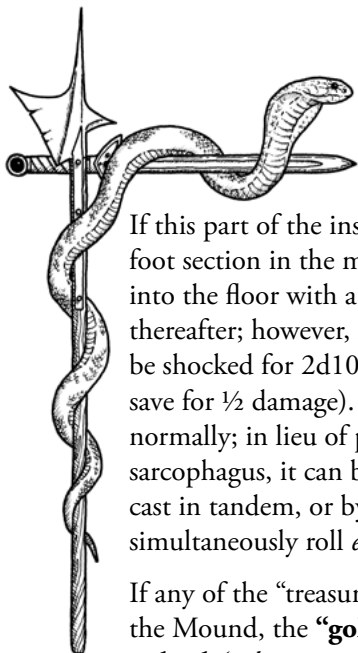 If this part of the ins
foot section in the m
into the floor with a
thereafter; however,
be shocked for 2d10
save for ½ damage).
normally; in lieu of p
sarcophagus, it can b
cast in tandem, or by
simultaneously roll e
If any of the “treasur
the Mound, the “go